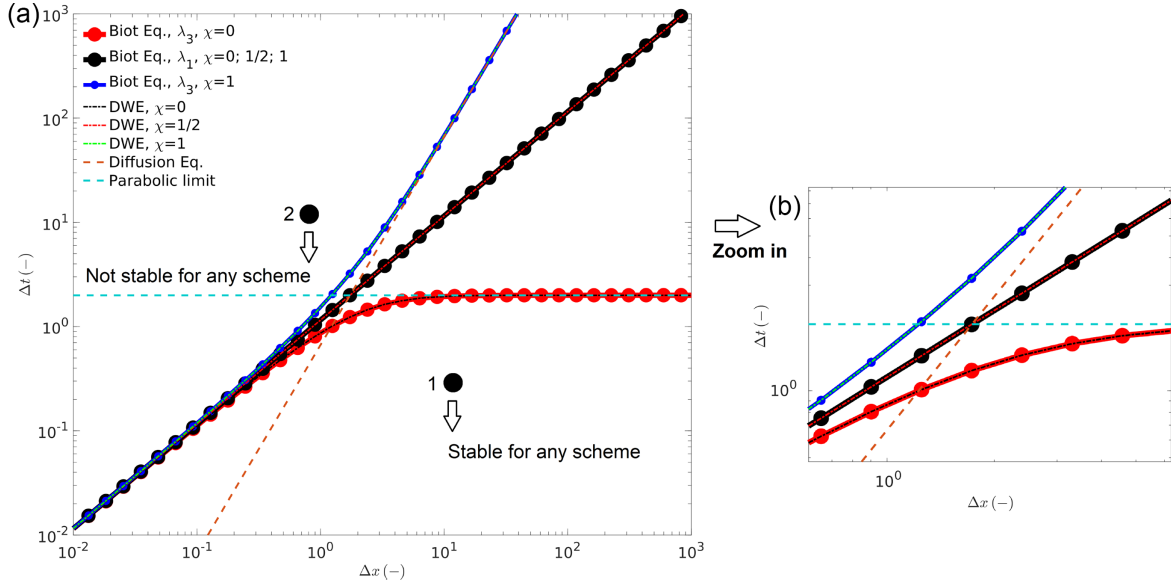 (a)
10^3
10^2
10^1
10^0
10^-1
10^-2
Δt (−)
Biot Eq., λ_3, χ=0
Biot Eq., λ_1, χ=0; 1/2; 1
Biot Eq., λ_3, χ=1
DWE, χ=0
DWE, χ=1/2
DWE, χ=1
Diffusion Eq.
Parabolic limit
2
Not stable for any scheme
1
Stable for any scheme
10^-2
10^-1
10^0
10^1
10^2
10^3
Δx (−)
Zoom in
(b)
Δt (−)
10^0
10^0
Δx (−)